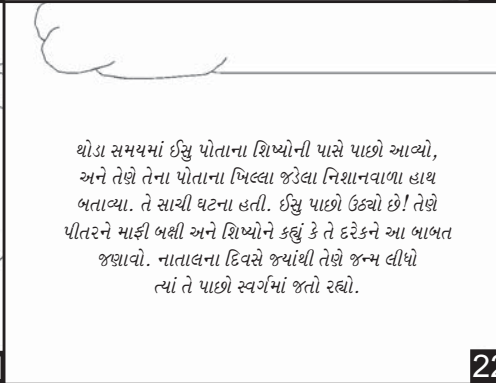 થોડા સમયમાં ઈસુ પોતાના શિષ્યોની પાસે પાછો આવ્યો,
અને તેણે તેના પોતાના ખિલ્લા જડેલા નિશાનવાળા હાથ
બતાવ્યા. તે સાચી ઘટના હતી. ઈસુ પાછો ઉઠ્યો છે! તેણે
પીતરને માફી બક્ષી અને શિષ્યોને કહ્યું કે તે દરેકને આ બાબત
જણાવો. નાતાલના દિવસે જ્યાંથી તેણે જન્મ લીધો
ત્યાં તે પાછો સ્વર્ગમાં જતો રહ્યો.
22